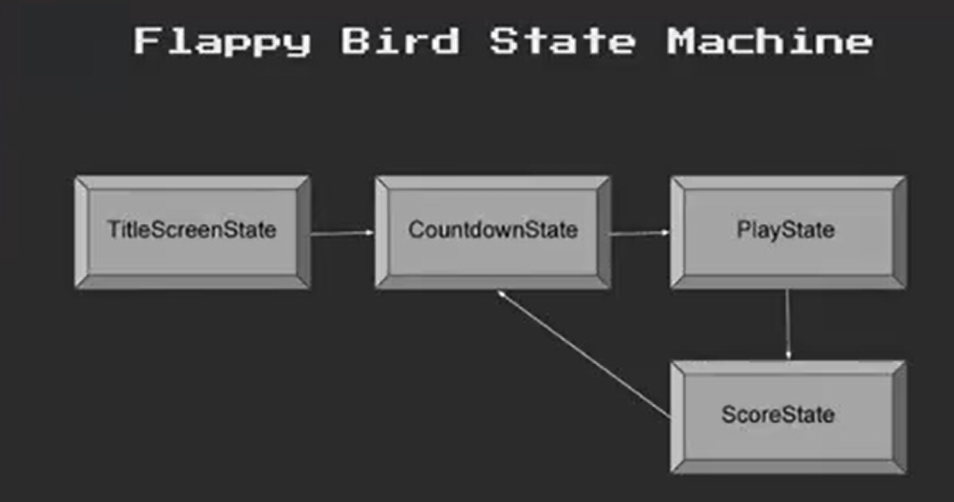 Flappy Bird State Machine
TitleScreenState
CountdownState
PlayState
ScoreState